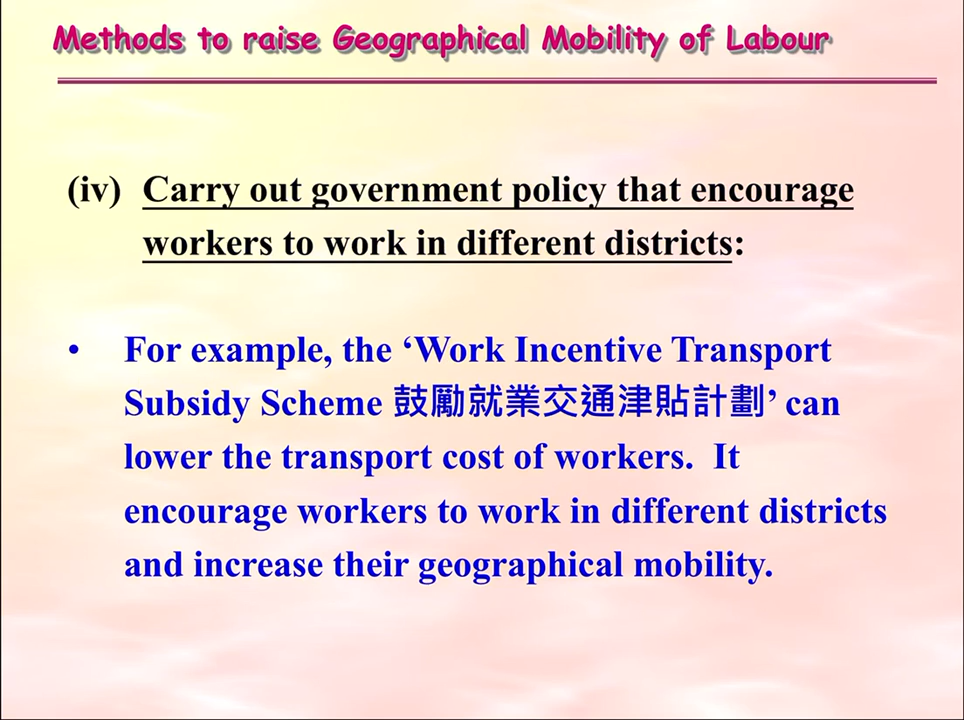 Methods to raise Geographical Mobility of Labour
(iv) Carry out government policy that encourage
workers to work in different districts:
• For example, the ‘Work Incentive Transport
Subsidy Scheme 鼓勵就業交通津貼計劃’ can
lower the transport cost of workers. It
encourage workers to work in different districts
and increase their geographical mobility.